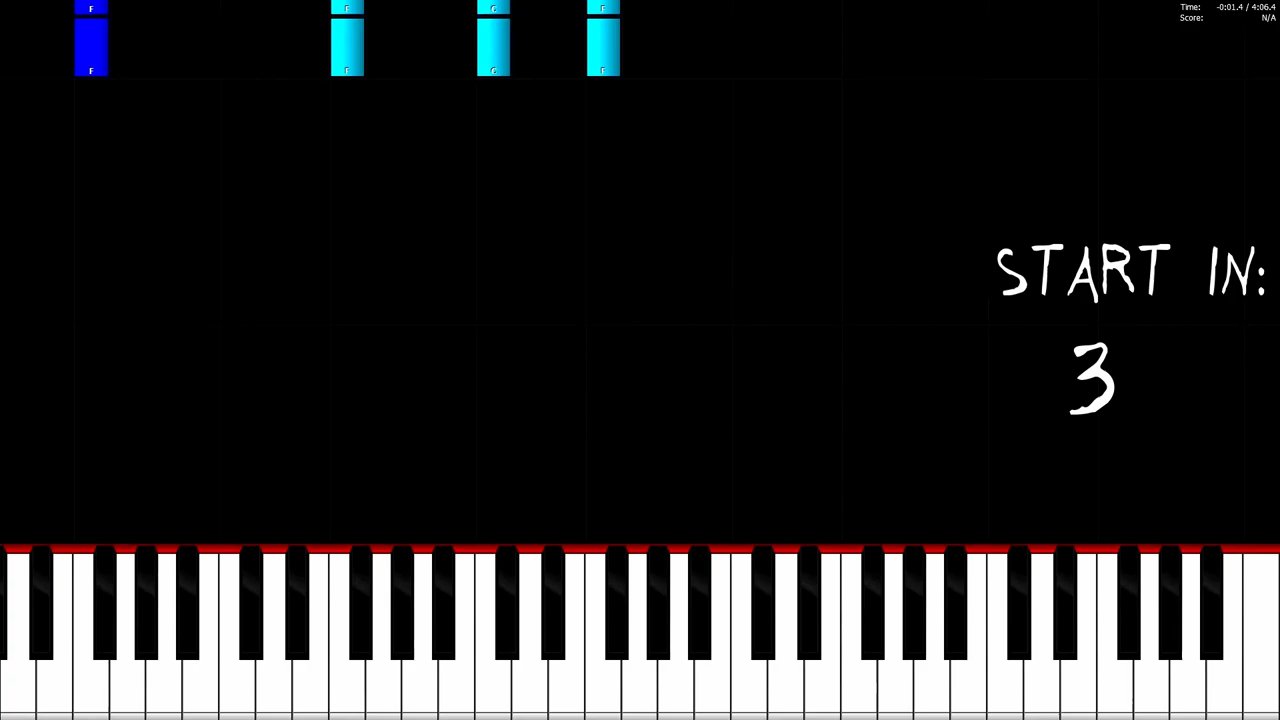 F F C F
Time: -0:01.4 / 4:06.4
Score: N/A
F F C F
START IN:
3